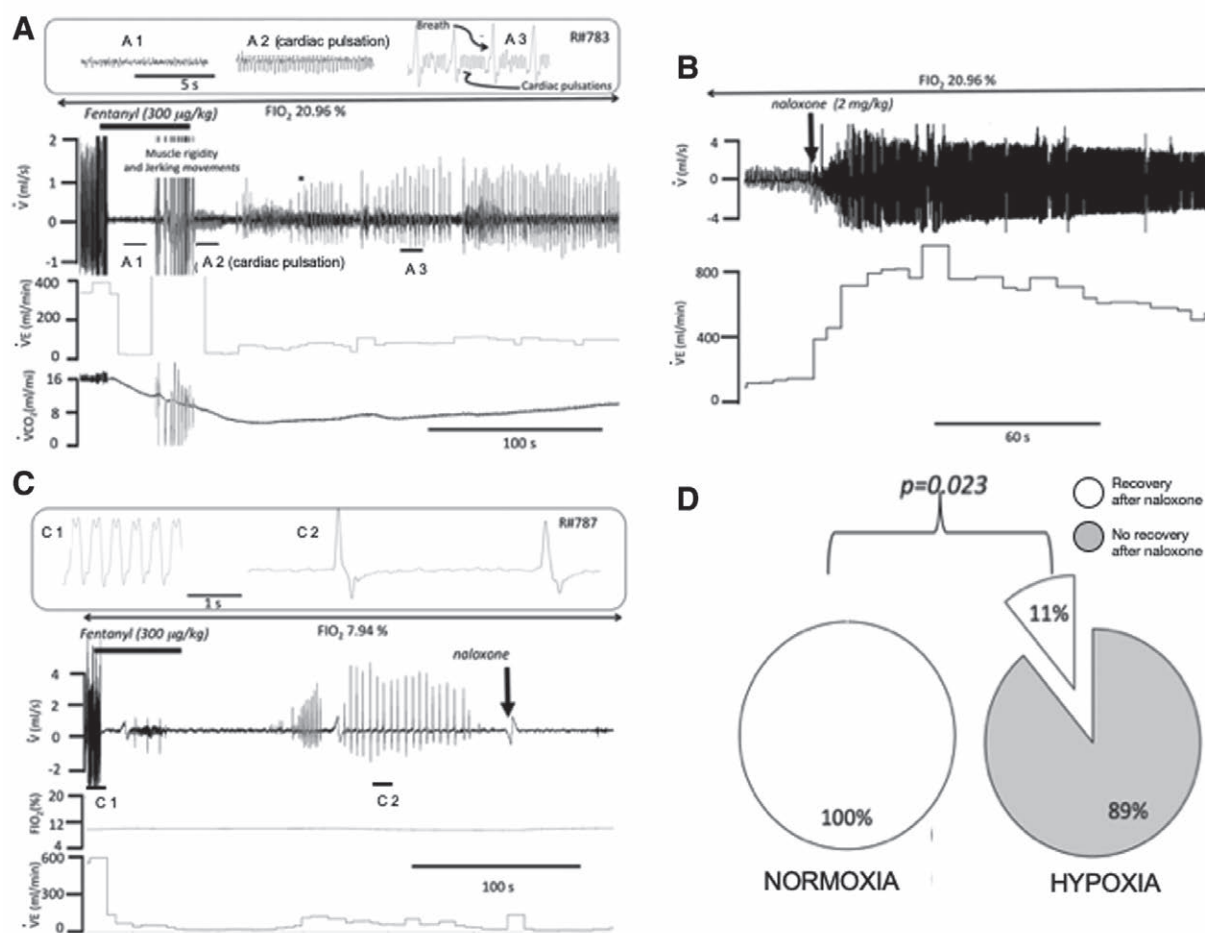 A
A 1
A 2 (cardiac pulsation)
Breath
A 3
R#783
5 s
Cardiac pulsations
FIO2 20.96 %
Fentanyl (300 µg/kg)
Muscle rigidity
and Jerking movements
2
1
0
-1
V̇ (ml/s)
A 1
A 2 (cardiac pulsation)
A 3
400
200
0
V̇E (ml/min)
16
8
0
V̇CO2(ml/mi)
100 s
B
FIO2 20.96 %
naloxone (2 mg/kg)
4
0
-4
V̇ (ml/s)
800
400
0
V̇E (ml/min)
60 s
C
C 1
C 2
R#787
1 s
FIO2 7.94 %
Fentanyl (300 µg/kg)
naloxone
4
2
0
-2
V̇ (ml/s)
C 1
C 2
20
12
4
FIO2(%)
600
300
0
V̇E (ml/min)
100 s
D
p=0.023
Recovery
after naloxone
No recovery
after naloxone
11%
100%
89%
NORMOXIA
HYPOXIA